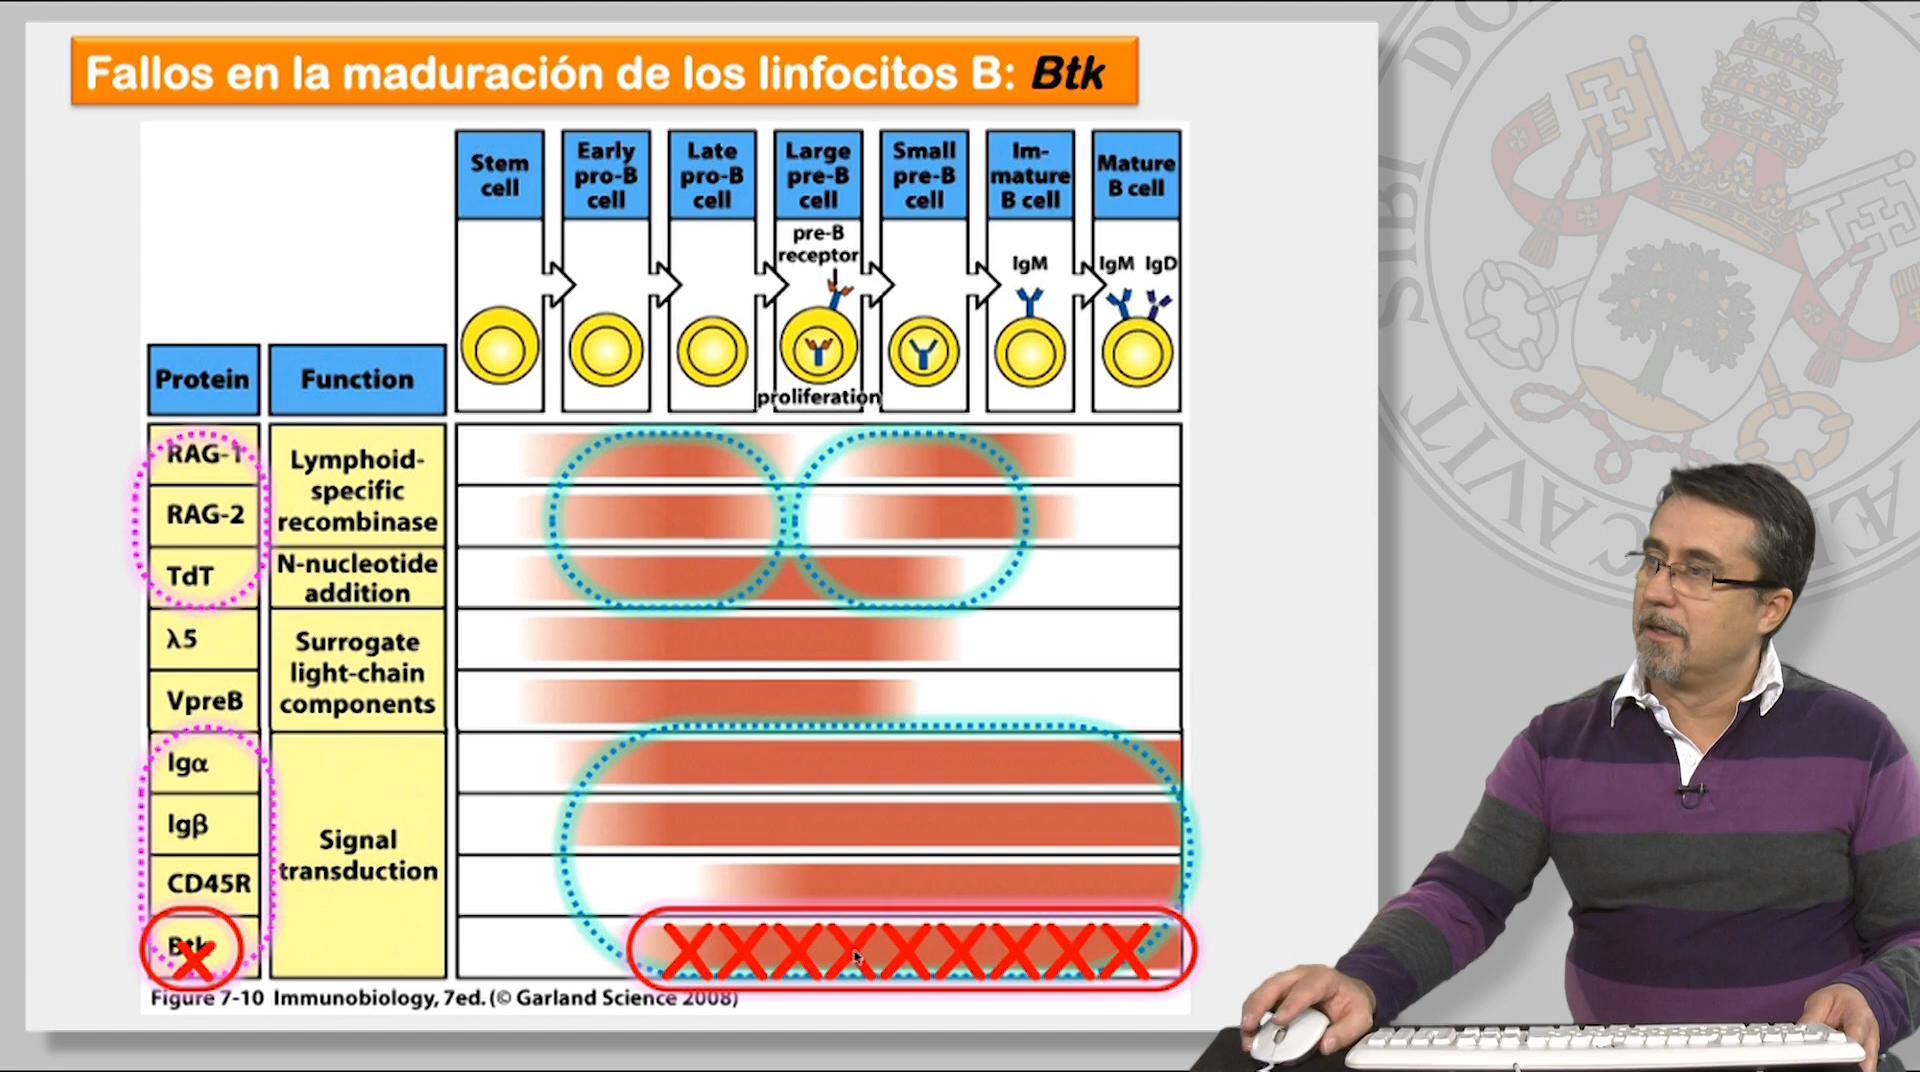 Fallos en la maduración de los linfocitos B: Btk
Stem cell
Early pro-B cell
Late pro-B cell
Large pre-B cell
Small pre-B cell
Im-mature B cell
Mature B cell
pre-B receptor
IgM
IgM IgD
proliferation
Protein
Function
RAG-1
RAG-2
Lymphoid-
specific
recombinase
TdT
N-nucleotide
addition
λ5
VpreB
Surrogate
light-chain
components
Igα
Igβ
CD45R
Btk
Signal
transduction
Figure 7-10 Immunobiology, 7ed. (© Garland Science 2008)
SIBI